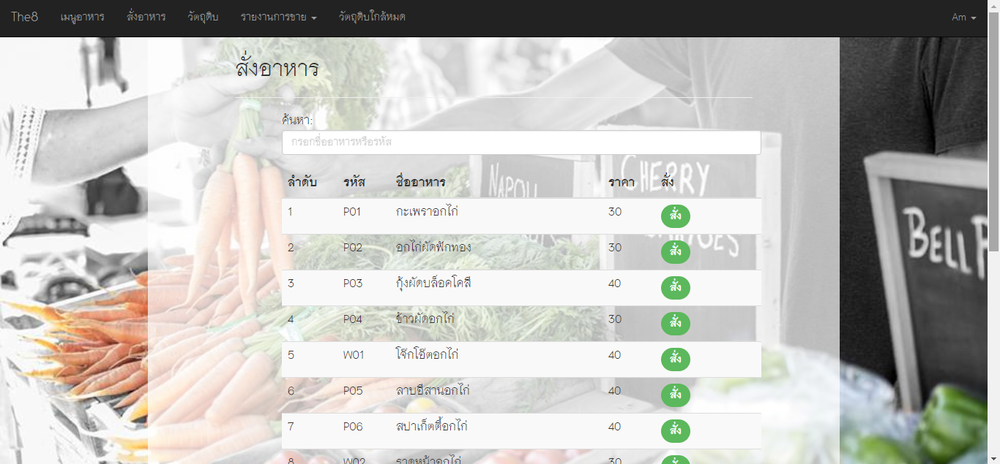 The8 เมนูอาหาร สั่งอาหาร วัตถุดิบ รายงานการขาย วัตถุดิบใกล้หมด Am
สั่งอาหาร
ค้นหา:
กรอกชื่ออาหารหรือรหัส
ลำดับ รหัส ชื่ออาหาร ราคา สั่ง
1 P01 กะเพราอกไก่ 30 สั่ง
2 P02 อกไก่ผัดฟักทอง 30 สั่ง
3 P03 กุ้งผัดบล็อคโคลี 40 สั่ง
4 P04 ข้าวผัดอกไก่ 30 สั่ง
5 W01 โจ๊กโอ๊ตอกไก่ 40 สั่ง
6 P05 ลาบอีสานอกไก่ 40 สั่ง
7 P06 สปาเก็ตตี้อกไก่ 40 สั่ง
8 W02 ราดหน้าอกไก่ 30 สั่ง
NAPOLI
CHERRY
BELL